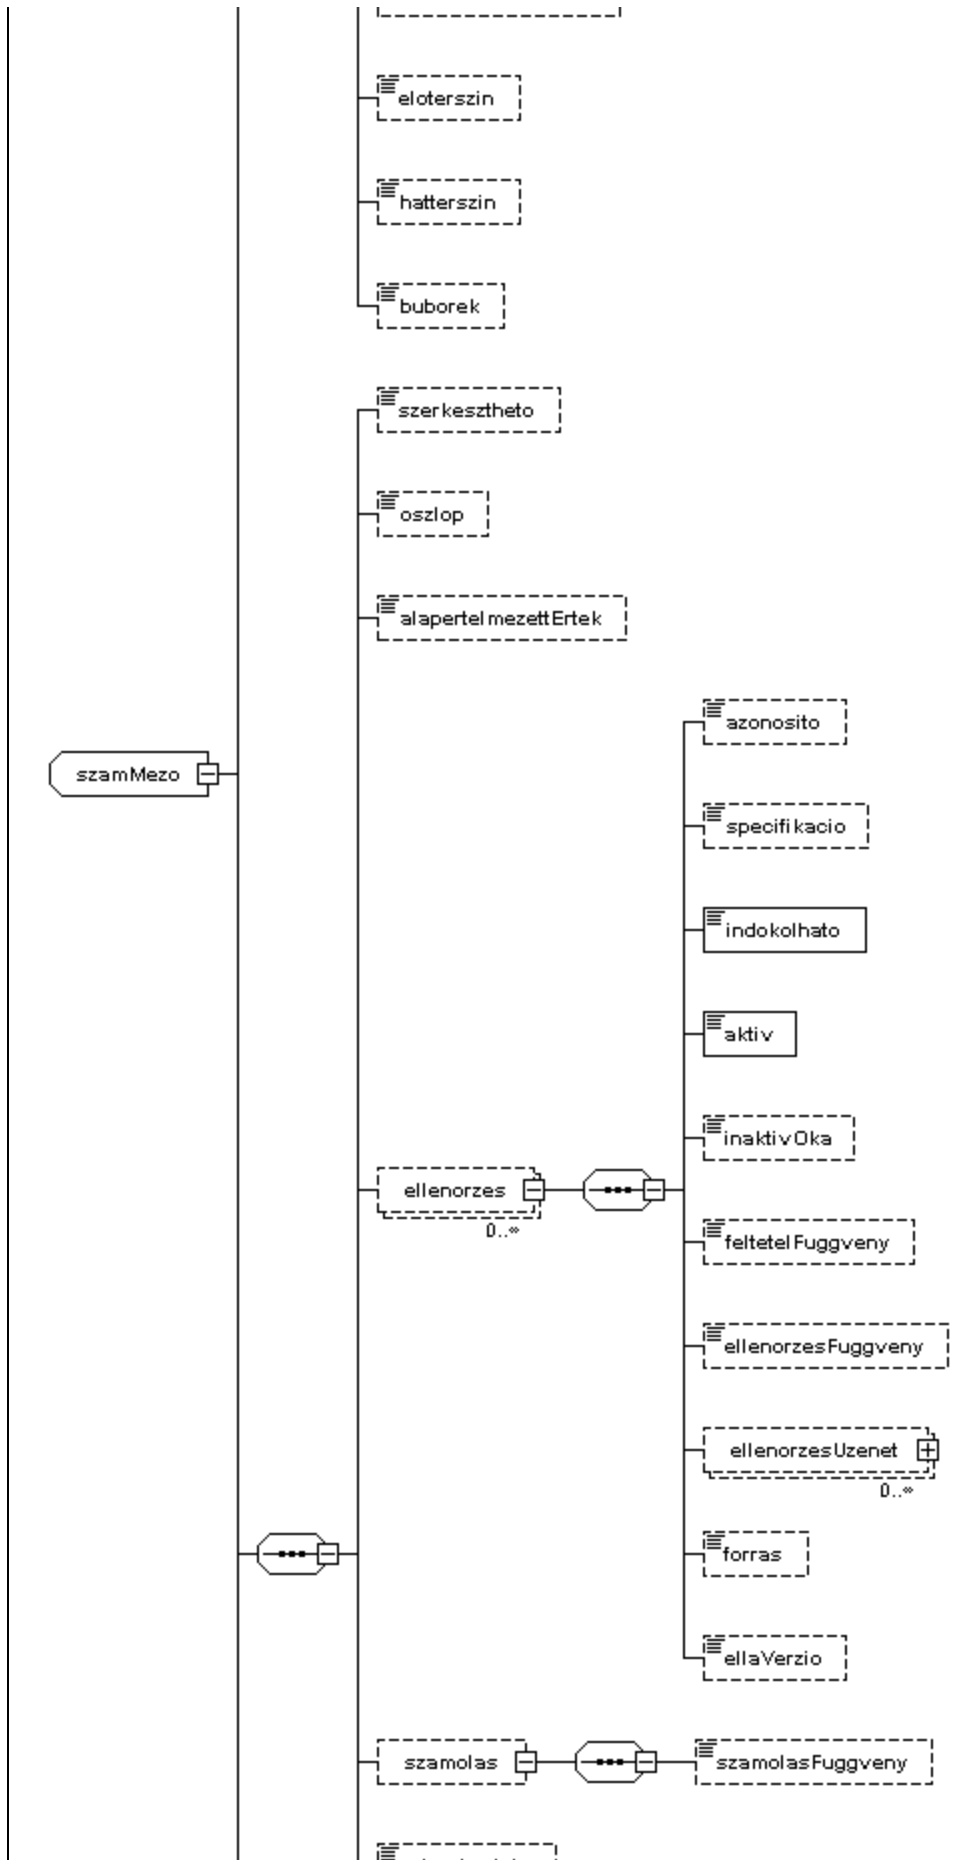 eloterszin
hatterszin
buborek
szerkesztheto
oszlop
alapertelmezettErtek
azonosito
szamMezo
specifikacio
indokolhato
aktiv
inaktivOka
ellenorzes
0..∞
feltetelFuggveny
ellenorzesFuggveny
ellenorzesUzenet
0..∞
forras
ellaVerzio
szamolas
szamolasFuggveny